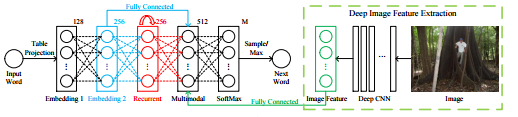 Fully Connected
Deep Image Feature Extraction
128
256
256
512
M
Table
Projection
Sample/
Max
Input
Word
Next
Word
Embedding 1
Embedding 2
Recurrent
Multimodal
SoftMax
Fully Connected
Image Feature
Deep CNN
Image